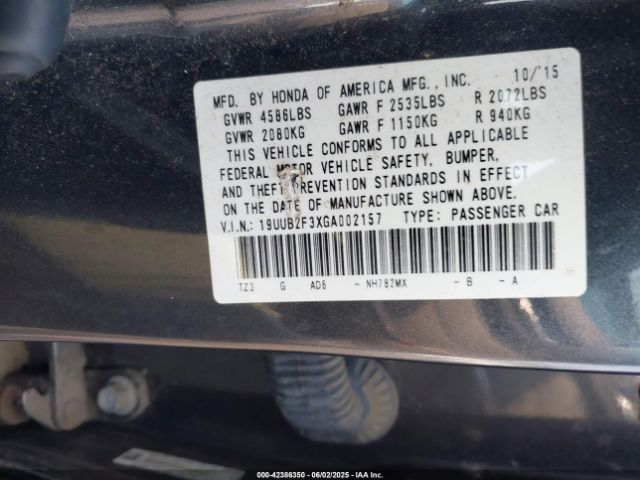 MFD. BY HONDA OF AMERICA MFG., INC. 10/'15
GVWR 4586LBS GAWR F 2535LBS R 2072LBS
GVWR 2080KG GAWR F 1150KG R 940KG
THIS VEHICLE CONFORMS TO ALL APPLICABLE
FEDERAL MOTOR VEHICLE SAFETY, BUMPER,
AND THEFT PREVENTION STANDARDS IN EFFECT
ON THE DATE OF MANUFACTURE SHOWN ABOVE.
V.I.N.: 19UUB2F3XGA002157 TYPE: PASSENGER CAR
TZ3 G AD6 - NH782MX - B - A
000-42386350 06/02/2025 - IAA, Inc.